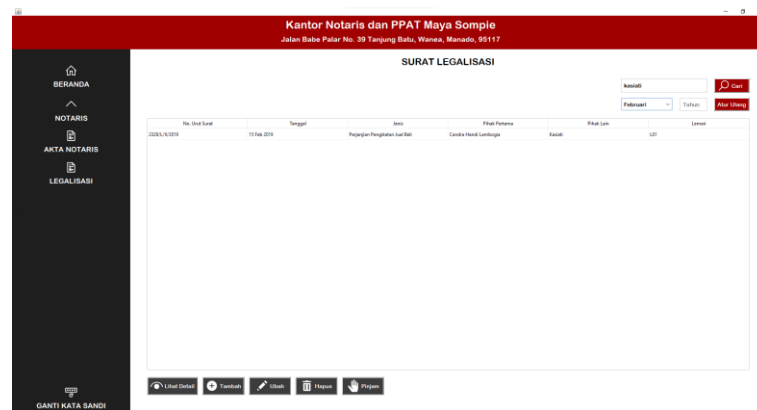 Kantor Notaris dan PPAT Maya Sompie
Jalan Babe Palar No. 39 Tanjung Batu, Wanea, Manado, 95117
BERANDA
NOTARIS
AKTA NOTARIS
LEGALISASI
GANTI KATA SANDI
SURAT LEGALISASI
kasiati Cari
Februari Tahun Atur Ulang
No. Urut Surat Tanggal Jenis Pihak Pertama Pihak Lain Lemari
15 Feb 2019 Perjanjian Pengikatan Jual Beli Candra Handi Lembogia Kasiati L01
Lihat Detail Tambah Ubah Hapus Pinjam